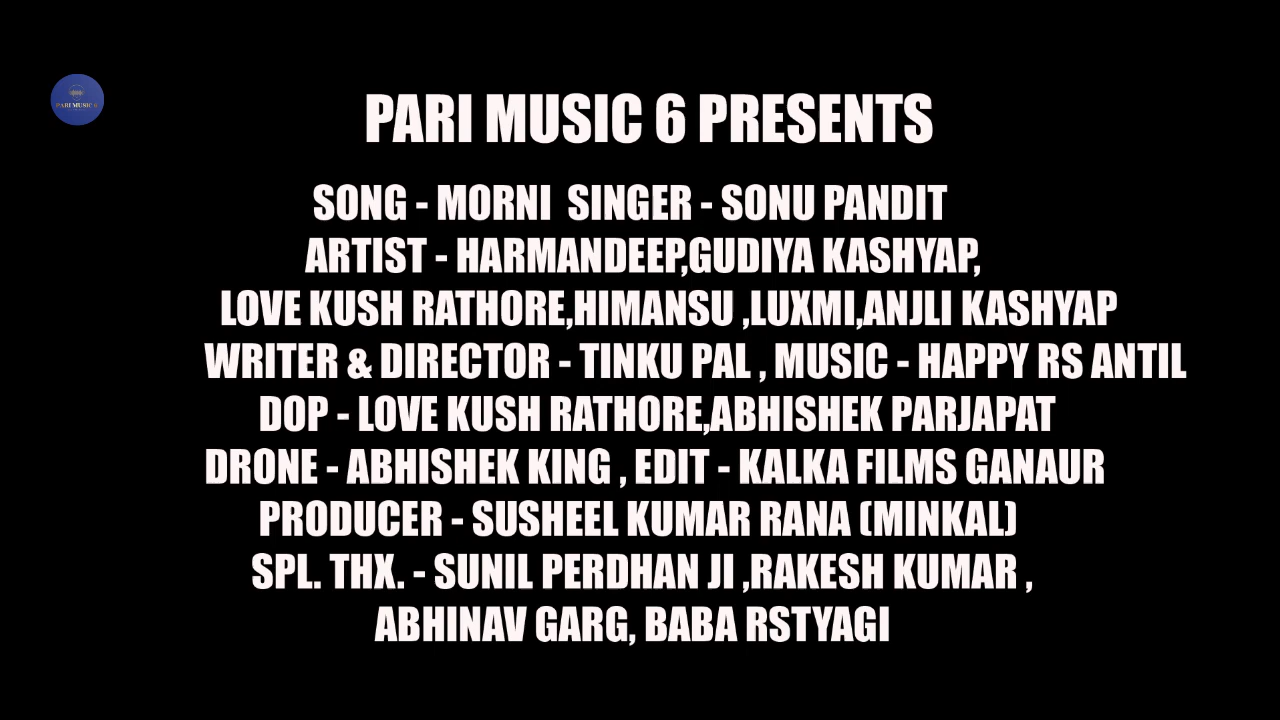 PARI MUSIC 6
PARI MUSIC 6 PRESENTS
SONG - MORNI  SINGER - SONU PANDIT
ARTIST - HARMANDEEP,GUDIYA KASHYAP,
LOVE KUSH RATHORE,HIMANSU ,LUXMI,ANJLI KASHYAP
WRITER & DIRECTOR - TINKU PAL , MUSIC - HAPPY RS ANTIL
DOP - LOVE KUSH RATHORE,ABHISHEK PARJAPAT
DRONE - ABHISHEK KING , EDIT - KALKA FILMS GANAUR
PRODUCER - SUSHEEL KUMAR RANA (MINKAL)
SPL. THX. - SUNIL PERDHAN JI ,RAKESH KUMAR ,
ABHINAV GARG, BABA RSTYAGI